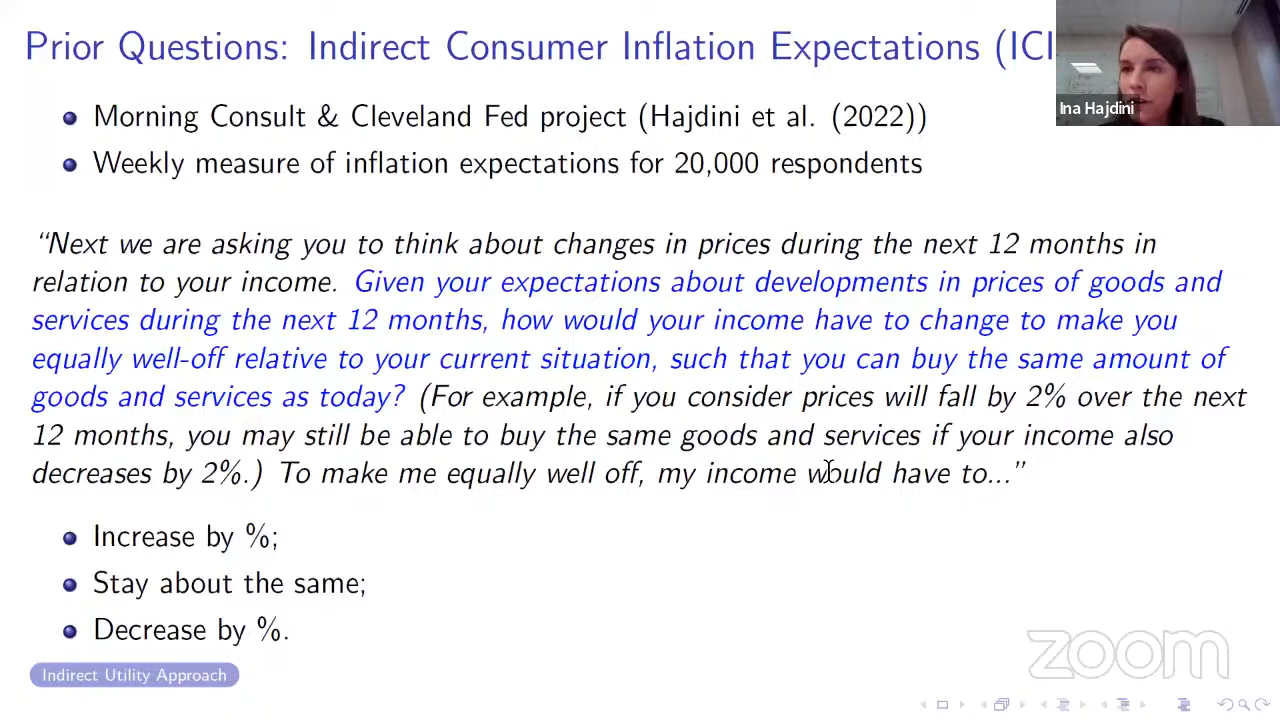 Prior Questions: Indirect Consumer Inflation Expectations (ICI
Ina Hajdini
Morning Consult & Cleveland Fed project (Hajdini et al. (2022))
Weekly measure of inflation expectations for 20,000 respondents
“Next we are asking you to think about changes in prices during the next 12 months in
relation to your income. Given your expectations about developments in prices of goods and
services during the next 12 months, how would your income have to change to make you
equally well-off relative to your current situation, such that you can buy the same amount of
goods and services as today? (For example, if you consider prices will fall by 2% over the next
12 months, you may still be able to buy the same goods and services if your income also
decreases by 2%.) To make me equally well off, my income would have to...”
Increase by %;
Stay about the same;
Decrease by %.
Indirect Utility Approach
zoom